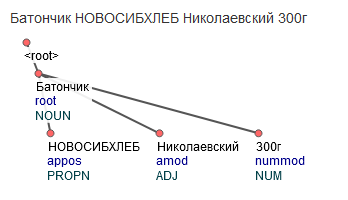 Батончик НОВОСИБХЛЕБ Николаевский 300г
<root>
Батончик
root
NOUN
НОВОСИБХЛЕБ Николаевский 300г
appos amod nummod
PROPN ADJ NUM